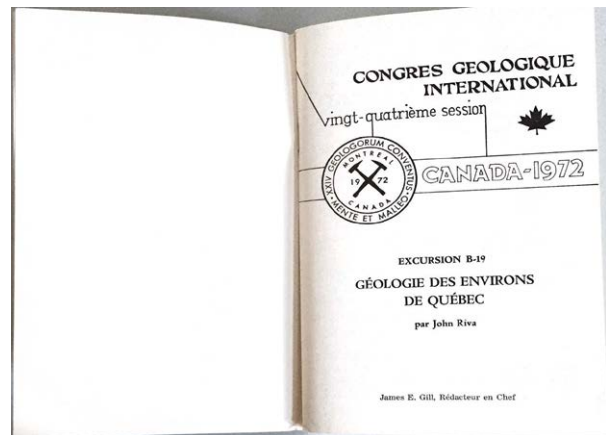 CONGRES GEOLOGIQUE
INTERNATIONAL
vingt-quatrième session
XXIV GEOLOGORUM CONVENTUS
MONTREAL
19 72
CANADA
MENTE ET MALLEO
CANADA-1972
EXCURSION B-19
GÉOLOGIE DES ENVIRONS
DE QUÉBEC
par John Riva
James E. Gill, Rédacteur en Chef